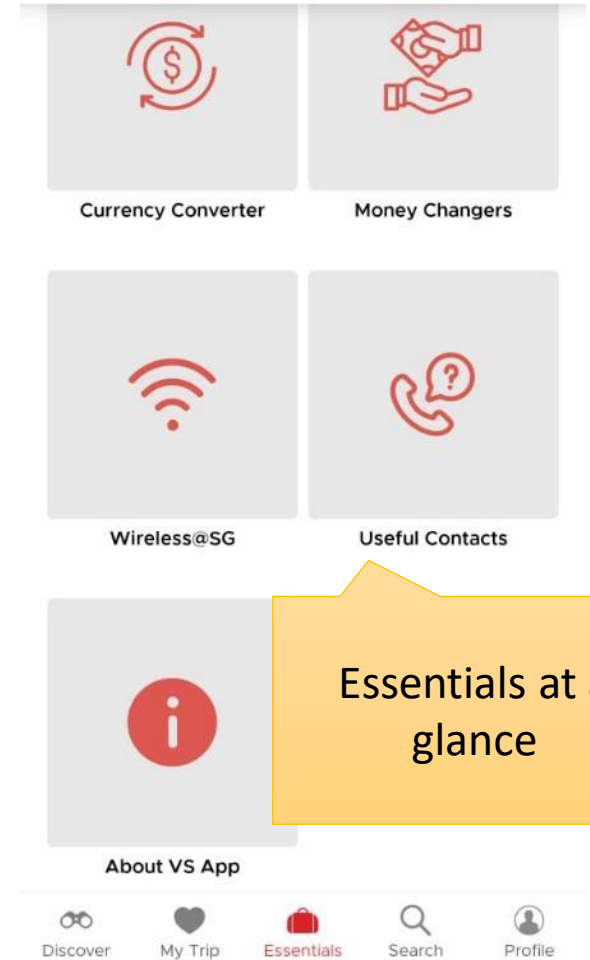 $
Currency Converter
Money Changers
?
Wireless@SG
Useful Contacts
Essentials at
glance
i
About VS App
Discover
My Trip
Essentials
Search
Profile